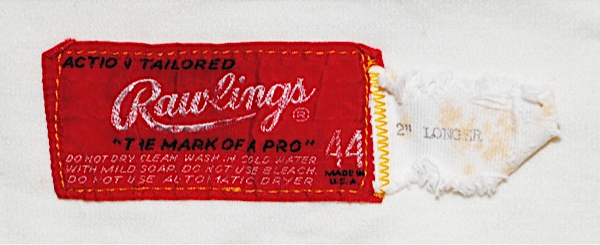 ACTION TAILORED
Rawlings®
"THE MARK OF A PRO" 44
DO NOT DRY CLEAN WASH IN COLD WATER
WITH MILD SOAP. DO NOT USE BLEACH.
DO NOT USE AUTOMATIC DRYER
MADE IN
U.S.A.
2" LONGER